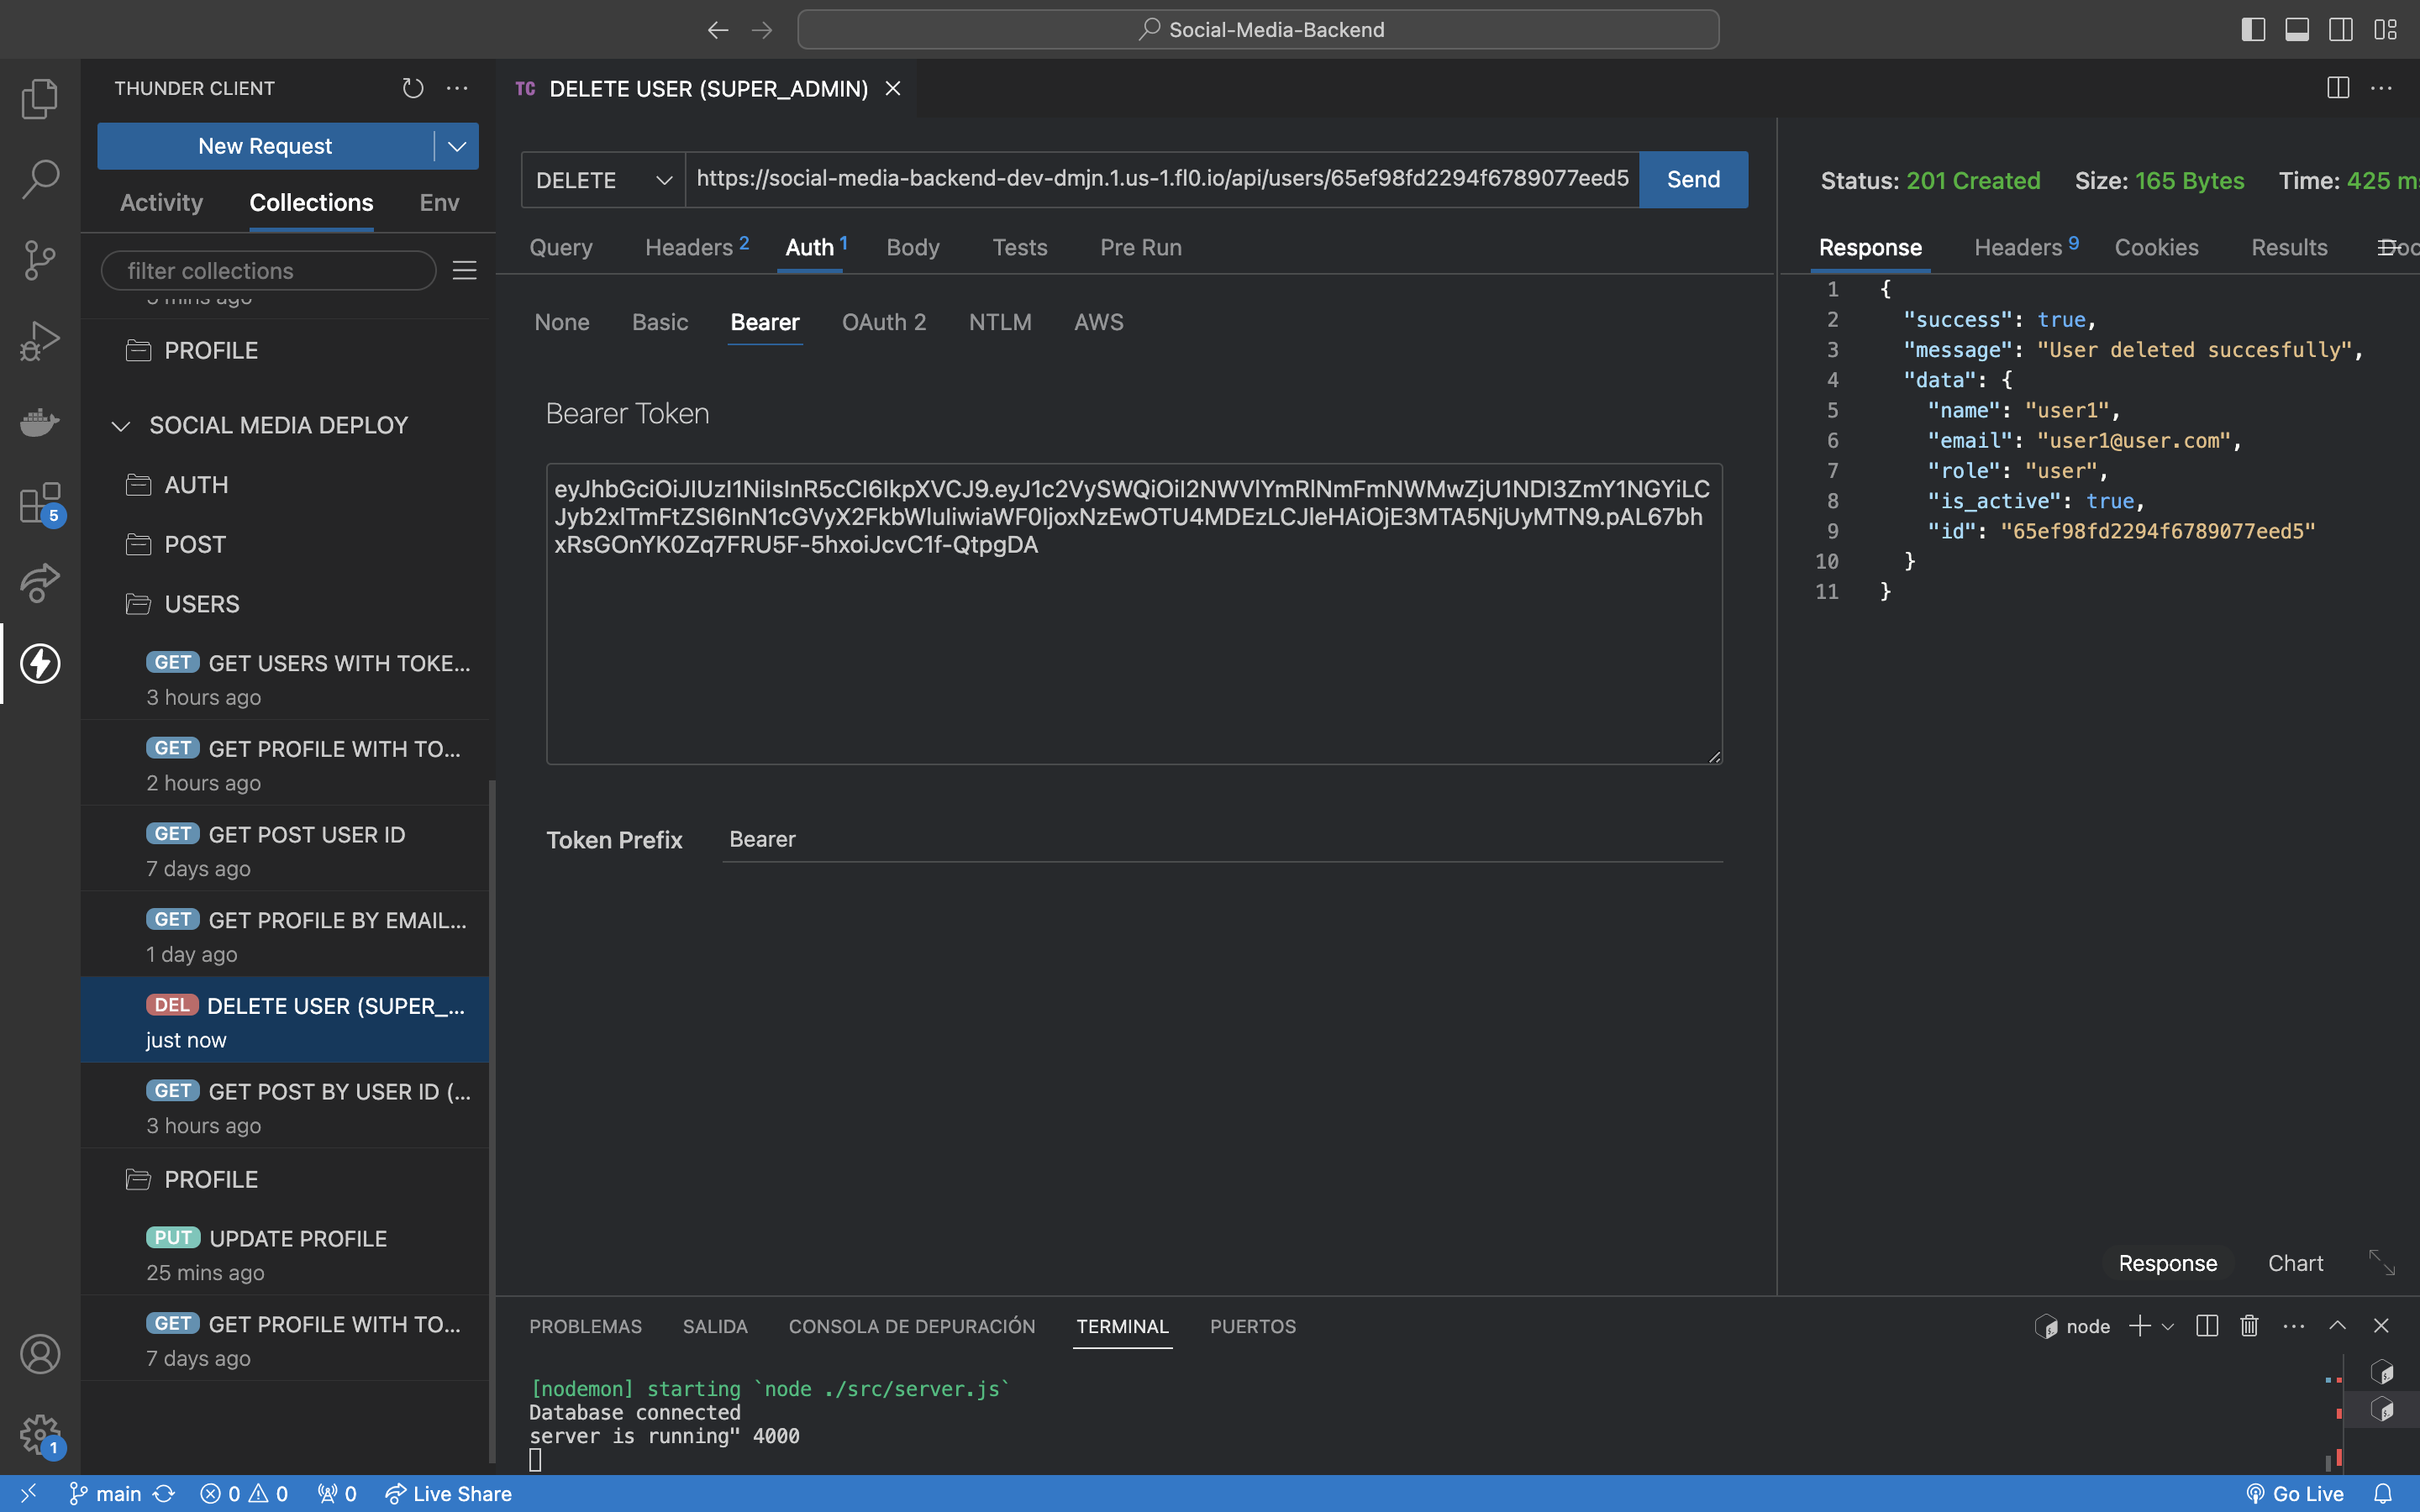 Social-Media-Backend
THUNDER CLIENT
New Request
Activity Collections Env
filter collections
5 mins ago
PROFILE
SOCIAL MEDIA DEPLOY
AUTH
POST
USERS
GET GET USERS WITH TOKE...
3 hours ago
GET GET PROFILE WITH TO...
2 hours ago
GET GET POST USER ID
7 days ago
GET GET PROFILE BY EMAIL...
1 day ago
DEL DELETE USER (SUPER_...
just now
GET GET POST BY USER ID (...
3 hours ago
PROFILE
PUT UPDATE PROFILE
25 mins ago
GET GET PROFILE WITH TO...
7 days ago
5
1
TC DELETE USER (SUPER_ADMIN)
DELETE https://social-media-backend-dev-dmjn.1.us-1.fl0.io/api/users/65ef98fd2294f6789077eed5 Send
Query Headers 2 Auth 1 Body Tests Pre Run
None Basic Bearer OAuth 2 NTLM AWS
Bearer Token
eyJhbGciOiJIUzI1NiIsInR5cCI6IkpXVCJ9.eyJ1c2VySWQiOiI2NWVlYmRlNmFmNWMwZjU1NDI3ZmY1NGYiLC
Jyb2xlTmFtZSI6InN1cGVyX2FkbWluIiwiaWF0IjoxNzEwOTU4MDEzLCJleHAiOjE3MTA5NjUyMTN9.pAL67bh
xRsGOnYK0Zq7FRU5F-5hxoiJcvC1f-QtpgDA
Token Prefix Bearer
Status: 201 Created Size: 165 Bytes Time: 425 m
Response Headers 9 Cookies Results Doc
1 {
2 "success": true,
3 "message": "User deleted succesfully",
4 "data": {
5 "name": "user1",
6 "email": "user1@user.com",
7 "role": "user",
8 "is_active": true,
9 "id": "65ef98fd2294f6789077eed5"
10 }
11 }
Response Chart
PROBLEMAS SALIDA CONSOLA DE DEPURACIÓN TERMINAL PUERTOS
node
[nodemon] starting `node ./src/server.js`
Database connected
server is running" 4000
main 0 0 0 Live Share Go Live